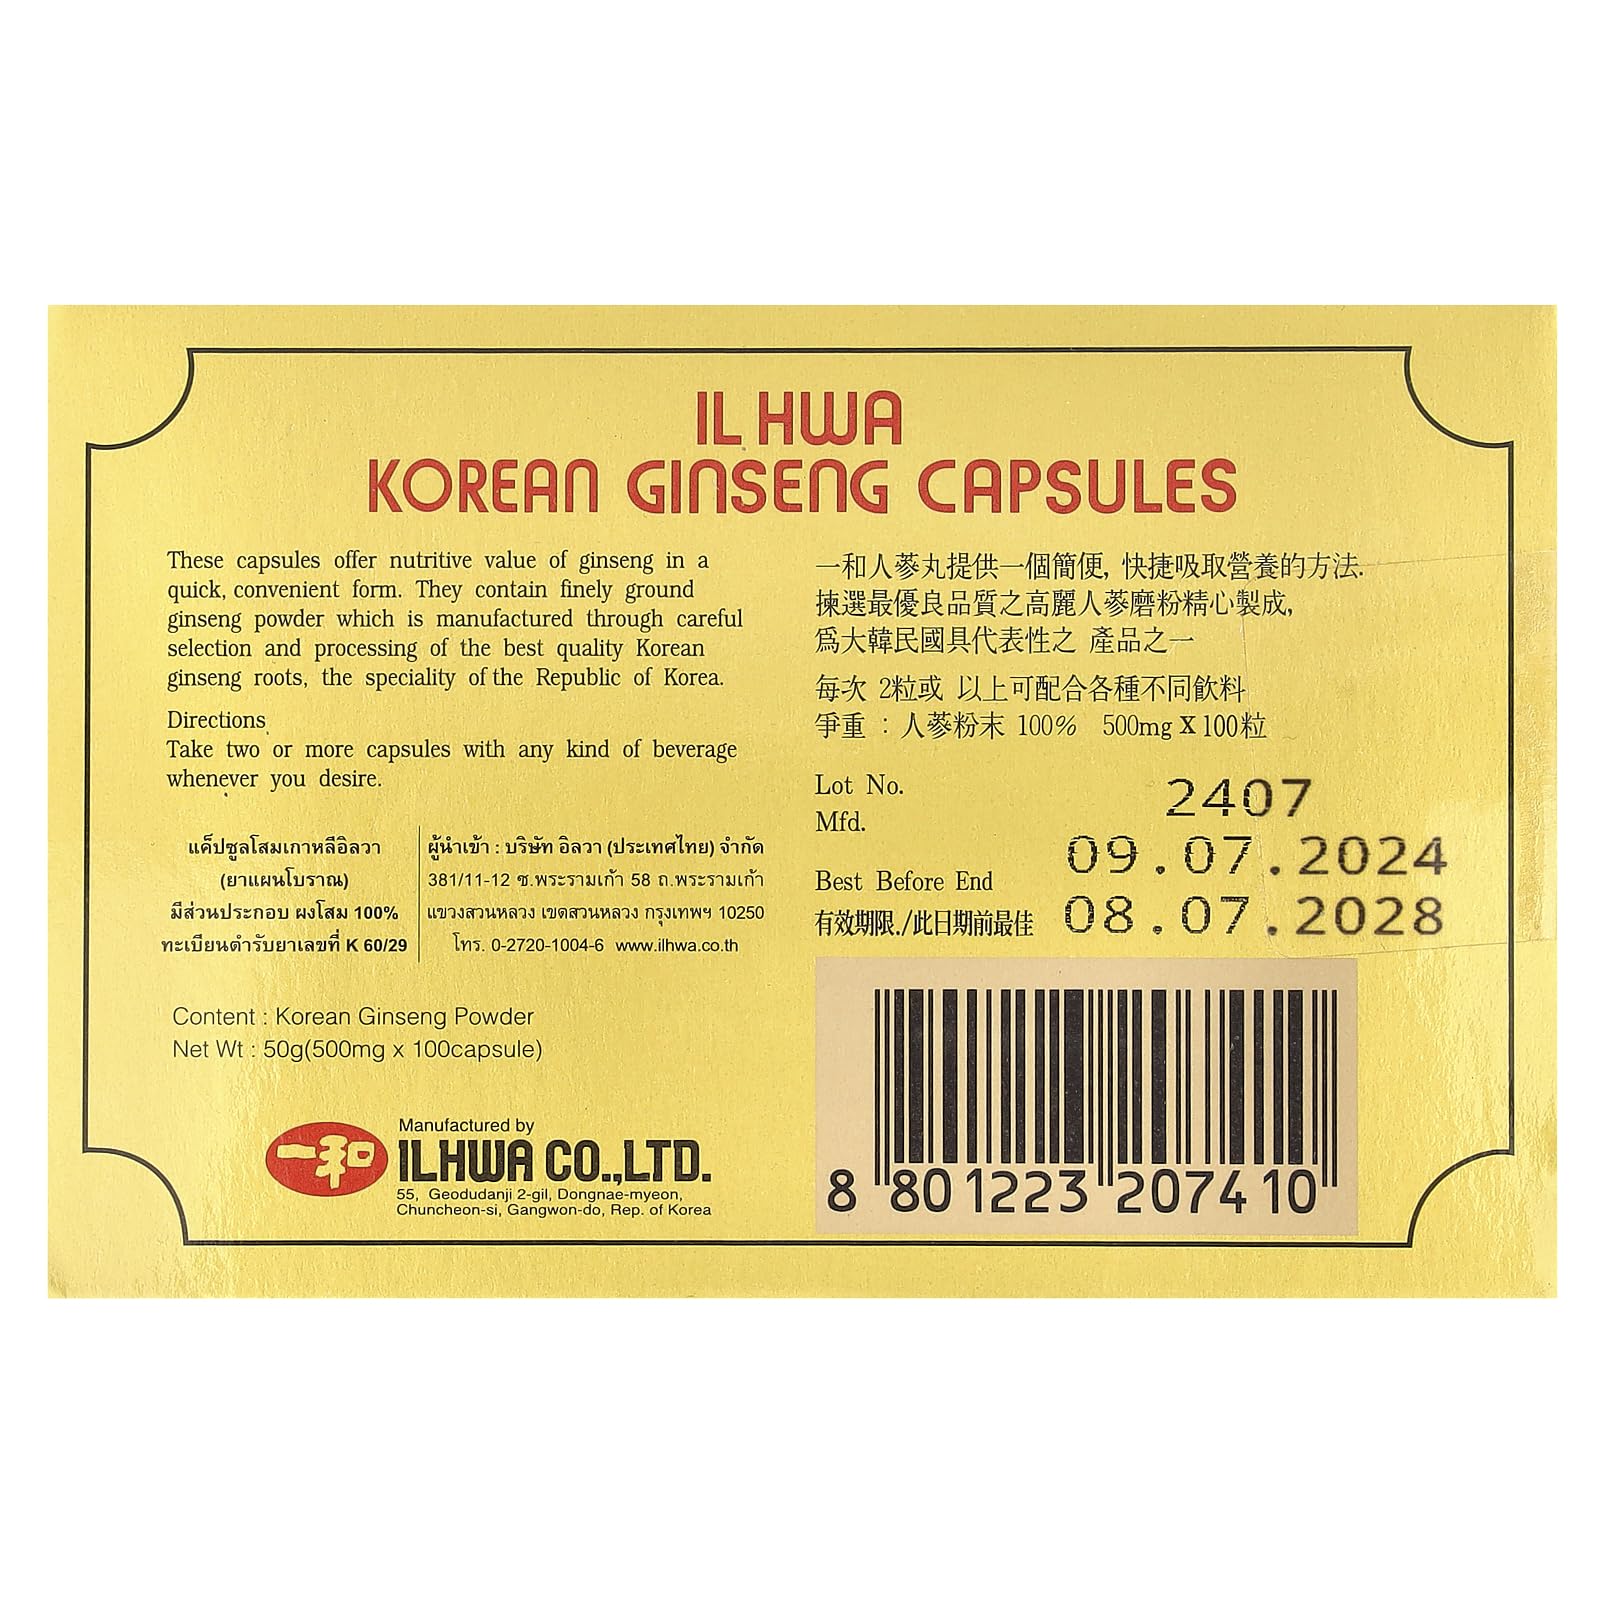 IL HWA
KOREAN GINSENG CAPSULES
These capsules offer nutritive value of ginseng in a
quick, convenient form. They contain finely ground
ginseng powder which is manufactured through careful
selection and processing of the best quality Korean
ginseng roots, the speciality of the Republic of Korea.
Directions
Take two or more capsules with any kind of beverage
whenever you desire.
แค็ปซูลโสมเกาหลีอิลวา
(ยาแผนโบราณ)
มีส่วนประกอบ ผงโสม 100%
ทะเบียนตำรับยาเลขที่ K 60/29
ผู้นำเข้า : บริษัท อิลวา (ประเทศไทย) จำกัด
381/11-12 ซ.พระรามเก้า 58 ถ.พระรามเก้า
แขวงสวนหลวง เขตสวนหลวง กรุงเทพฯ 10250
โทร. 0-2720-1004-6 www.ilhwa.co.th
Content : Korean Ginseng Powder
Net Wt : 50g(500mg x 100capsule)
一和
Manufactured by
ILHWA CO.,LTD.
55, Geodudanji 2-gil, Dongnae-myeon,
Chuncheon-si, Gangwon-do, Rep. of Korea
一和人蔘丸提供一個簡便, 快捷吸取營養的方法.
揀選最優良品質之高麗人蔘磨粉精心製成,
爲大韓民國具代表性之 產品之一
每次 2粒或 以上可配合各種不同飲料
爭重 : 人蔘粉末 100% 500mg X 100粒
Lot No. 2407
Mfd. 09.07.2024
Best Before End
有效期限./此日期前最佳 08.07.2028
8 801223 207410